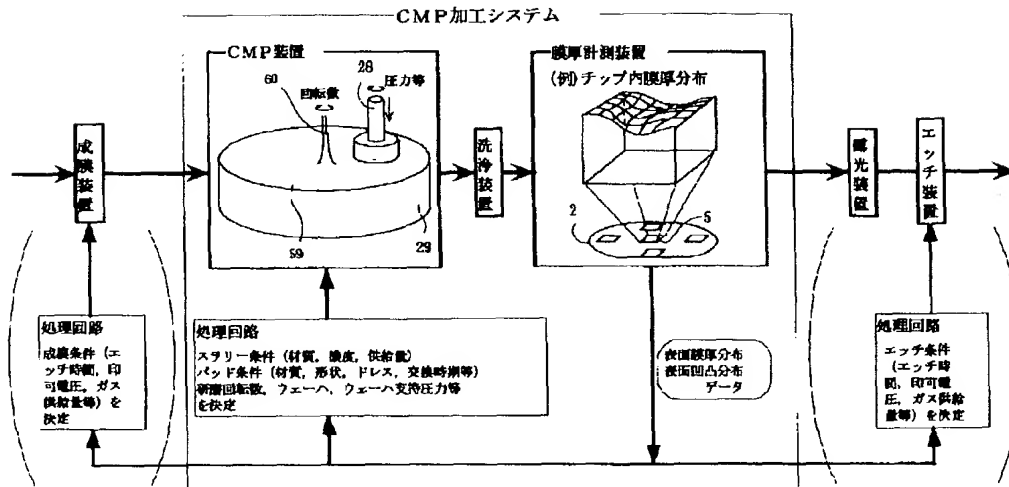 CMP加工システム
CMP装置
60
回転数
28
圧力等
59
29
膜厚計測装置
(例)チップ内膜厚分布
2
5
成膜装置
洗浄装置
露光装置
エッチ装置
処理回路
成膜条件(エ
ッチ時間, 印
可電圧, ガス
供給量等)を
決定
処理回路
スラリー条件(材質, 濃度, 供給量)
パッド条件(材質, 形状, ドレス, 交換時期等)
研磨回転数, ウェーハ, ウェーハ支持圧力等
を決定
表面膜厚分布
表面凹凸分布
データ
処理回路
エッチ条件
(エッチ時
間, 印可電
圧, ガス供給
量等)を決定